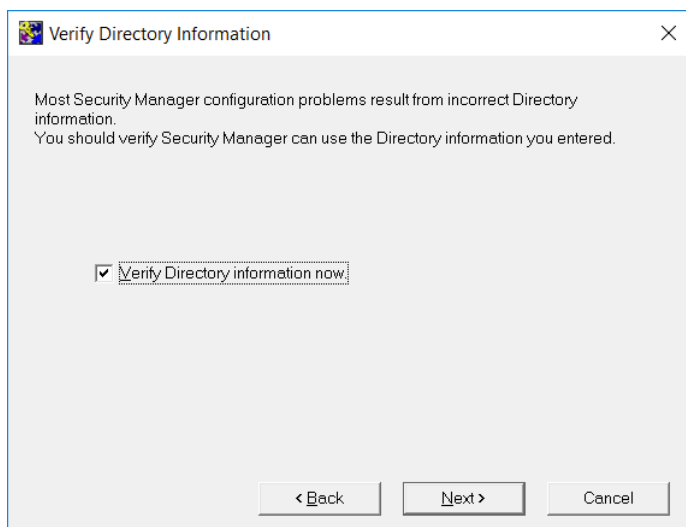 Verify Directory Information
Most Security Manager configuration problems result from incorrect Directory
information.
You should verify Security Manager can use the Directory information you entered.
Verify Directory information now.
< Back
Next >
Cancel